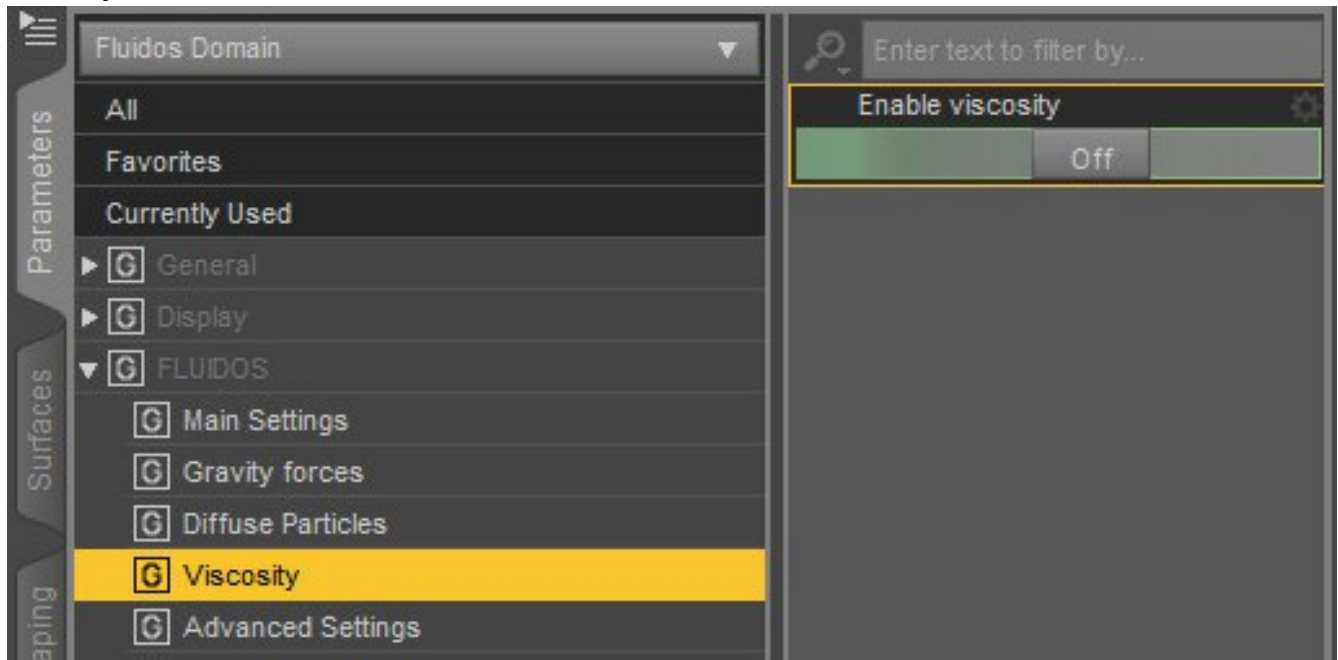 Fluidos Domain
Enter text to filter by...
All
Favorites
Currently Used
G General
G Display
G FLUIDOS
G Main Settings
G Gravity forces
G Diffuse Particles
G Viscosity
G Advanced Settings
Enable viscosity
Off
Parameters
Surfaces
aping